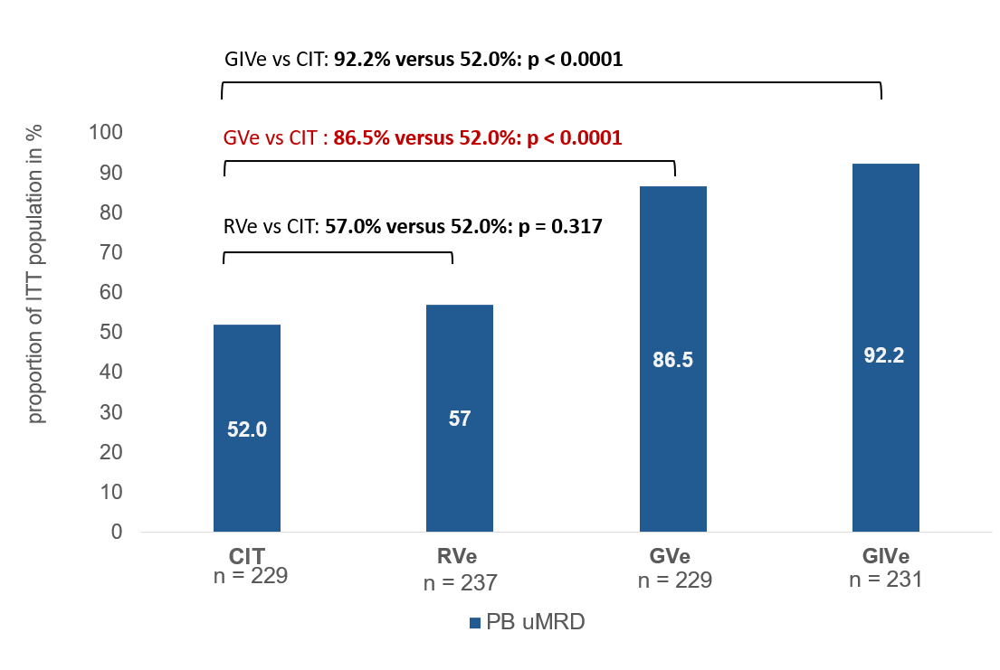 GIVe vs CIT: 92.2% versus 52.0%: p < 0.0001
GVe vs CIT : 86.5% versus 52.0%: p < 0.0001
RVe vs CIT: 57.0% versus 52.0%: p = 0.317
proportion of ITT population in %
100
90
80
70
60
50
40
30
20
10
0
52.0
57
86.5
92.2
CIT
n = 229
RVe
n = 237
GVe
n = 229
GIVe
n = 231
PB uMRD